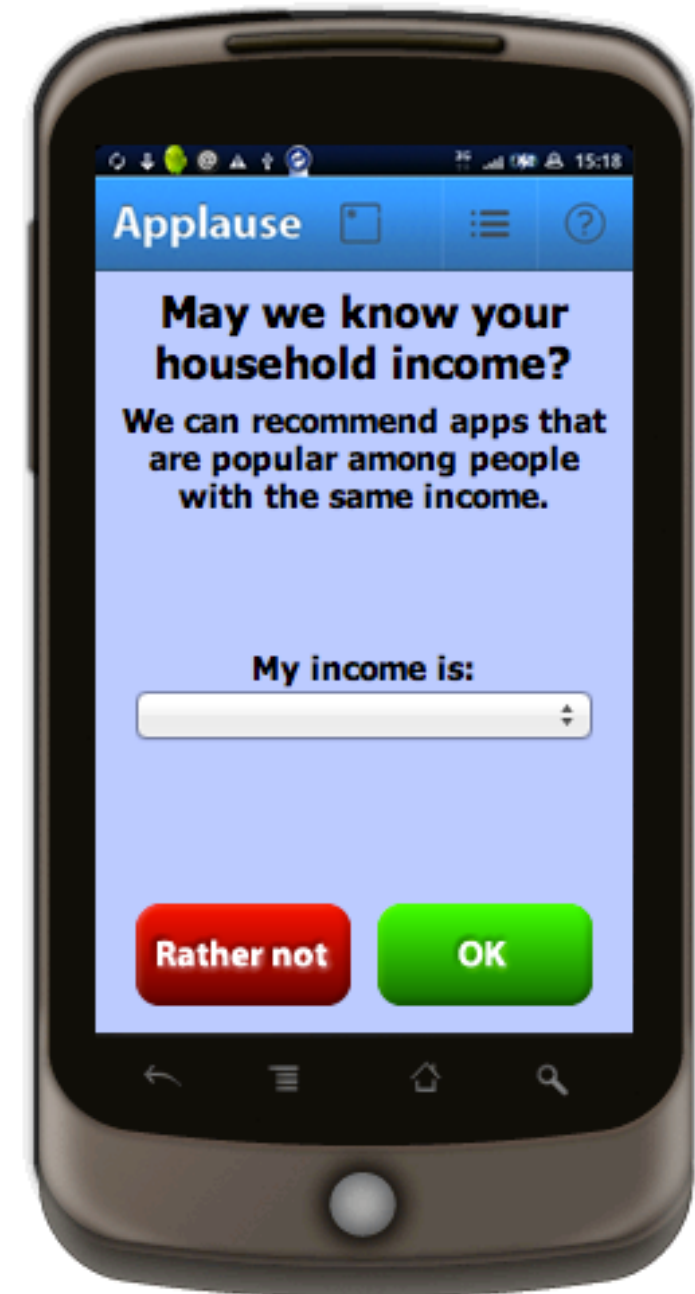 3G 15:18
Applause
May we know your
household income?
We can recommend apps that
are popular among people
with the same income.
My income is:
Rather not OK